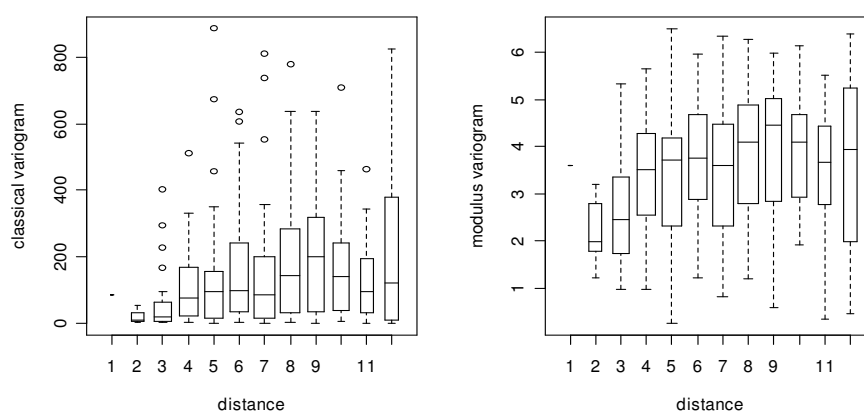 classical variogram
800
600
400
200
0
1 2 3 4 5 6 7 8 9 11
distance
modulus variogram
6
5
4
3
2
1
1 2 3 4 5 6 7 8 9 11
distance